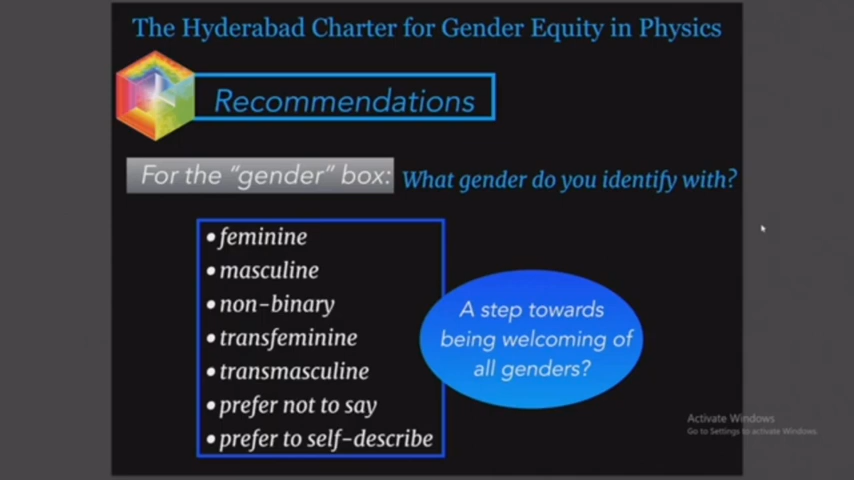 The Hyderabad Charter for Gender Equity in Physics
Recommendations
For the "gender" box:
What gender do you identify with?
• feminine
• masculine
• non-binary
• transfeminine
• transmasculine
• prefer not to say
• prefer to self-describe
A step towards
being welcoming of
all genders?
Activate Windows
Go to Settings to activate Windows.